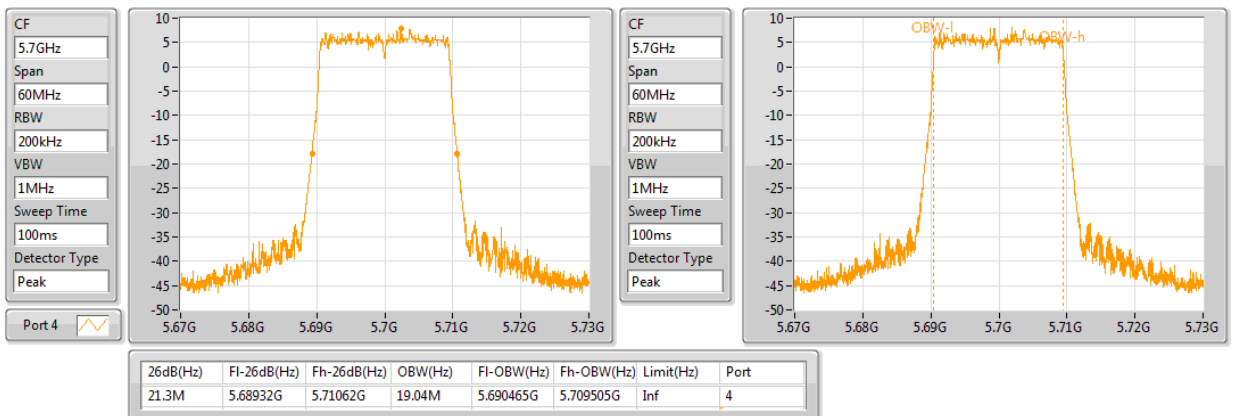 CF
5.7GHz
Span
60MHz
RBW
200kHz
VBW
1MHz
Sweep Time
100ms
Detector Type
Peak
Port 4
10
5
0
-5
-10
-15
-20
-25
-30
-35
-40
-45
-50
5.67G 5.68G 5.69G 5.7G 5.71G 5.72G 5.73G
CF
5.7GHz
Span
60MHz
RBW
200kHz
VBW
1MHz
Sweep Time
100ms
Detector Type
Peak
10
5
0
-5
-10
-15
-20
-25
-30
-35
-40
-45
-50
OBW-l
OBW-h
5.67G 5.68G 5.69G 5.7G 5.71G 5.72G 5.73G
26dB(Hz) Fl-26dB(Hz) Fh-26dB(Hz) OBW(Hz) Fl-OBW(Hz) Fh-OBW(Hz) Limit(Hz) Port
21.3M 5.68932G 5.71062G 19.04M 5.690465G 5.709505G Inf 4